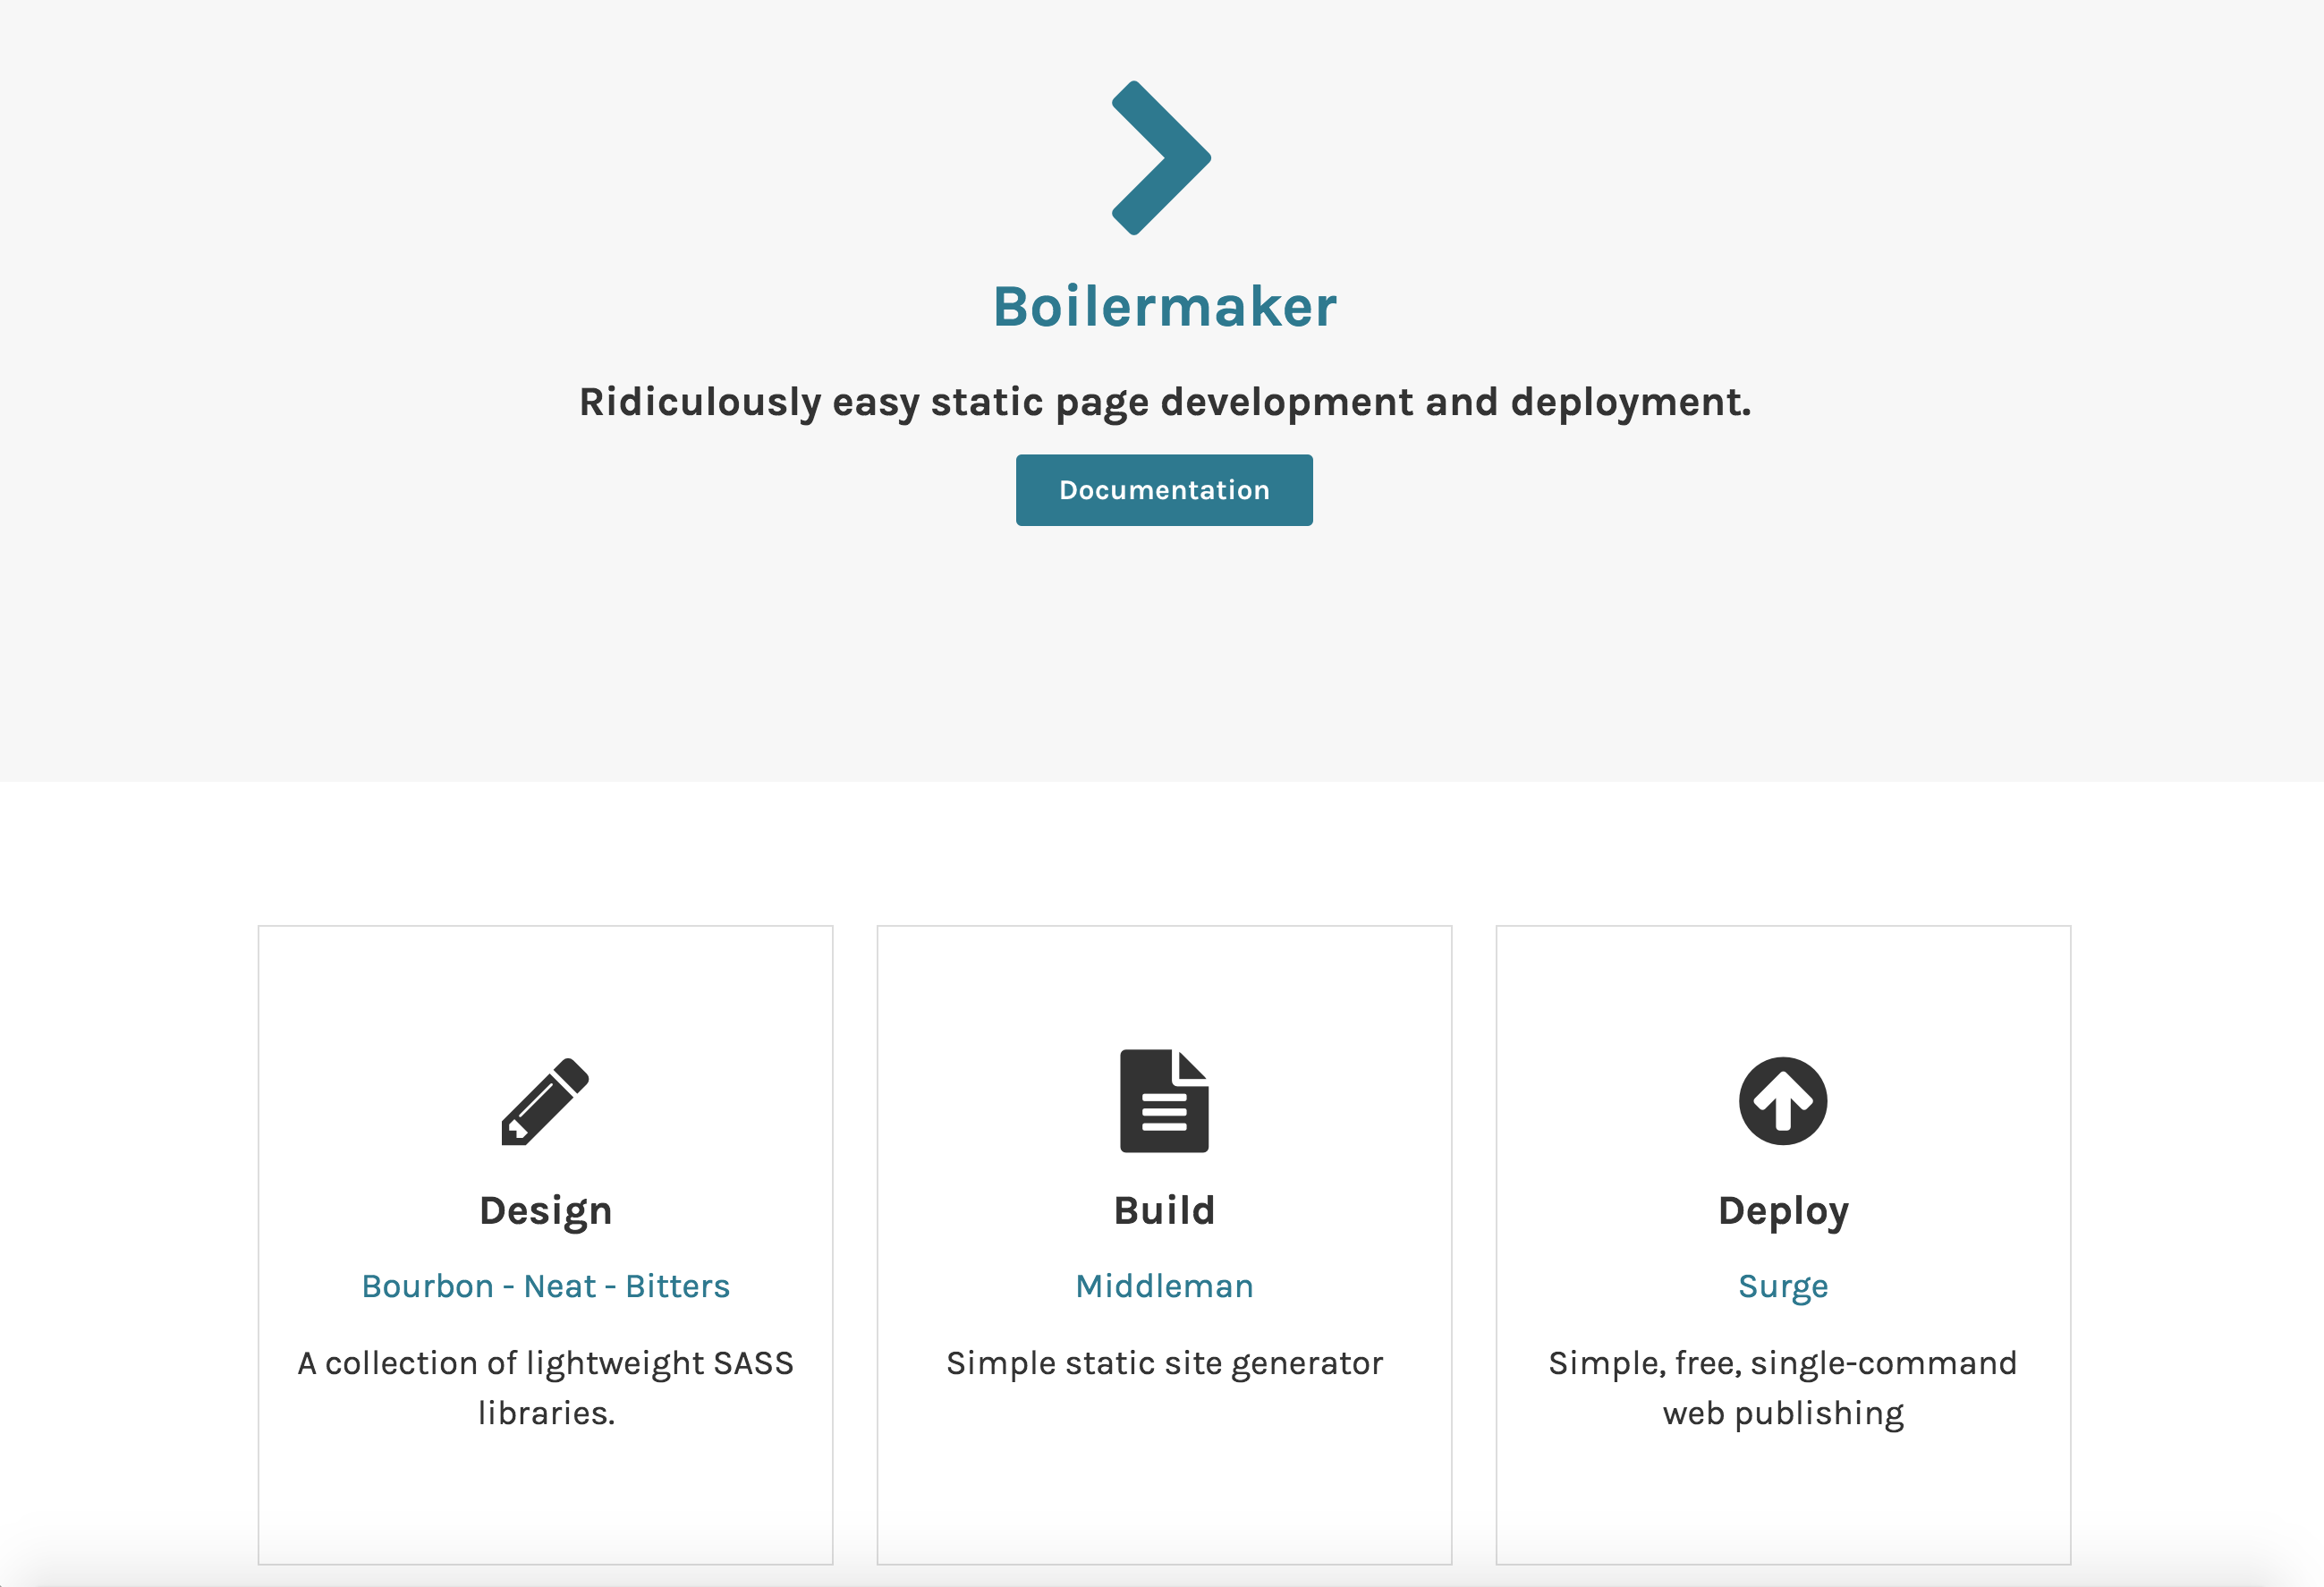 Boilermaker
Ridiculously easy static page development and deployment.
Documentation
Design
Bourbon - Neat - Bitters
A collection of lightweight SASS
libraries.
Build
Middleman
Simple static site generator
Deploy
Surge
Simple, free, single-command
web publishing